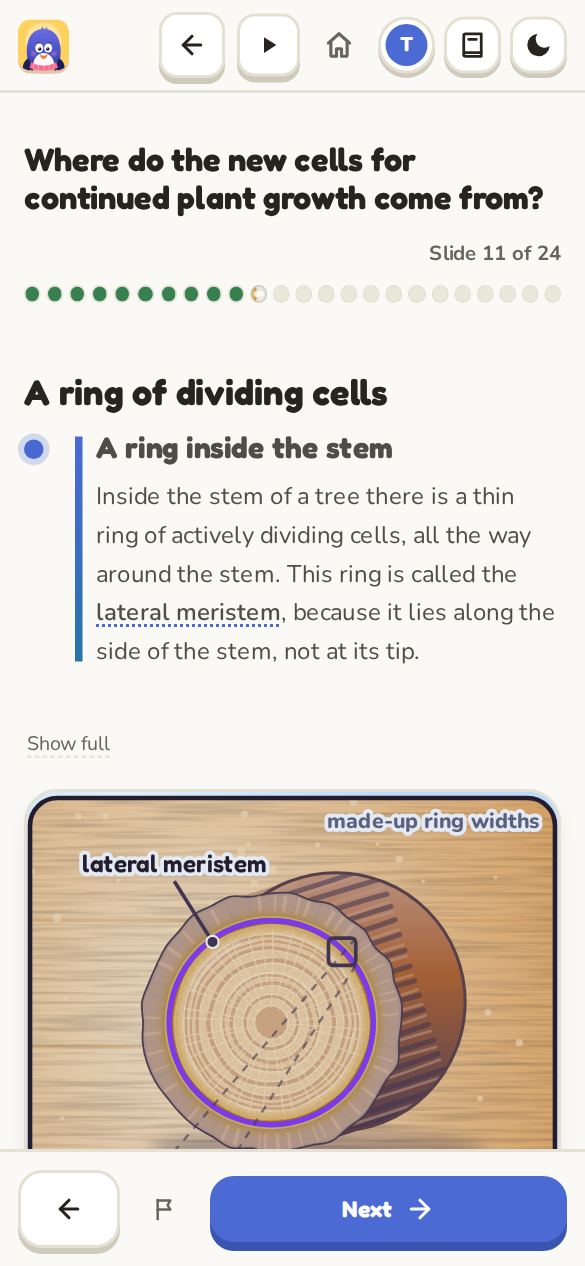 T
Where do the new cells for
continued plant growth come from?
Slide 11 of 24
A ring of dividing cells
A ring inside the stem
Inside the stem of a tree there is a thin
ring of actively dividing cells, all the way
around the stem. This ring is called the
lateral meristem, because it lies along the
side of the stem, not at its tip.
Show full
made-up ring widths
lateral meristem
Next